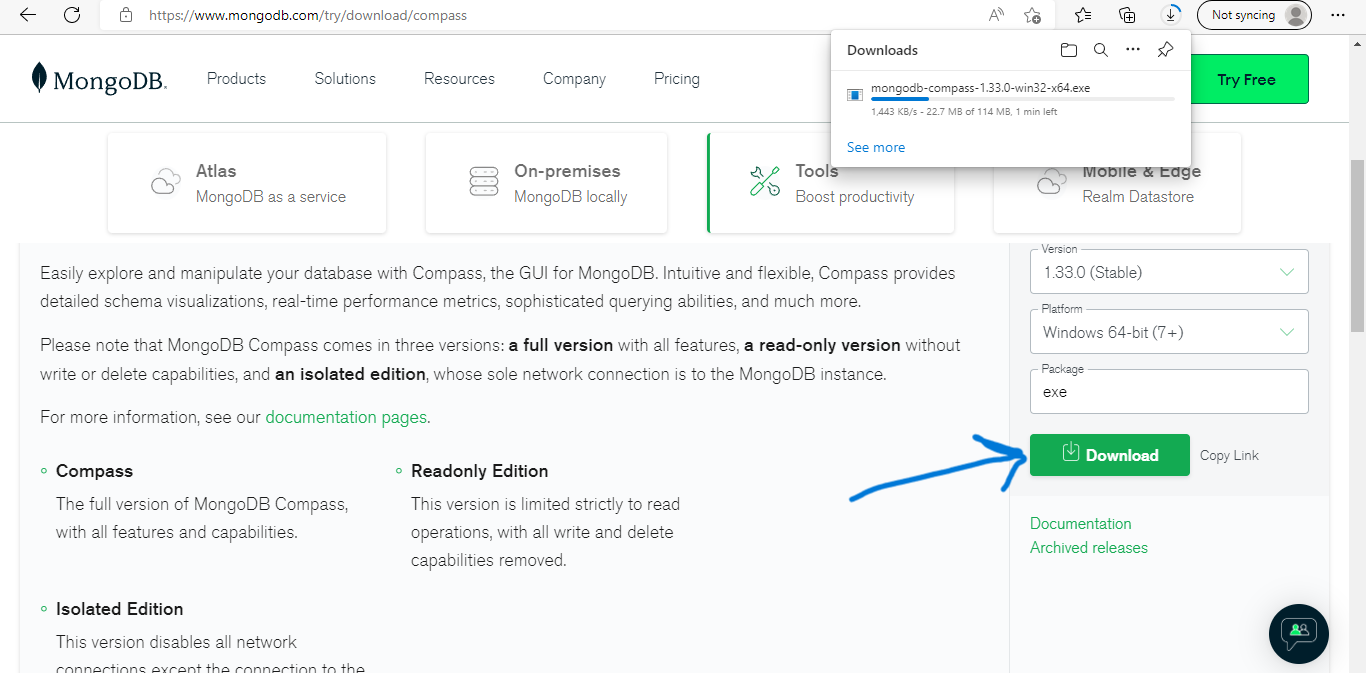 https://www.mongodb.com/try/download/compass
Not syncing
Downloads
mongodb-compass-1.33.0-win32-x64.exe
1,443 KB/s - 22.7 MB of 114 MB, 1 min left
See more
MongoDB.
Products
Solutions
Resources
Company
Pricing
Try Free
Atlas
MongoDB as a service
On-premises
MongoDB locally
Tools
Boost productivity
Mobile & Edge
Realm Datastore
Easily explore and manipulate your database with Compass, the GUI for MongoDB. Intuitive and flexible, Compass provides
detailed schema visualizations, real-time performance metrics, sophisticated querying abilities, and much more.
Please note that MongoDB Compass comes in three versions: a full version with all features, a read-only version without
write or delete capabilities, and an isolated edition, whose sole network connection is to the MongoDB instance.
For more information, see our documentation pages.
Compass
The full version of MongoDB Compass,
with all features and capabilities.
Readonly Edition
This version is limited strictly to read
operations, with all write and delete
capabilities removed.
Isolated Edition
This version disables all network
connections except the connection to the
Version
1.33.0 (Stable)
Platform
Windows 64-bit (7+)
Package
exe
Download
Copy Link
Documentation
Archived releases